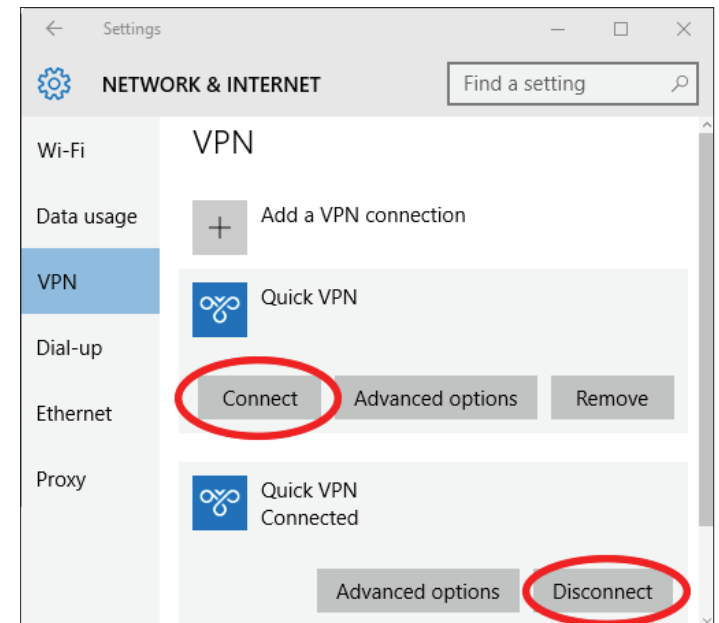 Settings
NETWORK & INTERNET
Find a setting
Wi-Fi
Data usage
VPN
Dial-up
Ethernet
Proxy
VPN
Add a VPN connection
Quick VPN
Connect Advanced options Remove
Quick VPN
Connected
Advanced options Disconnect